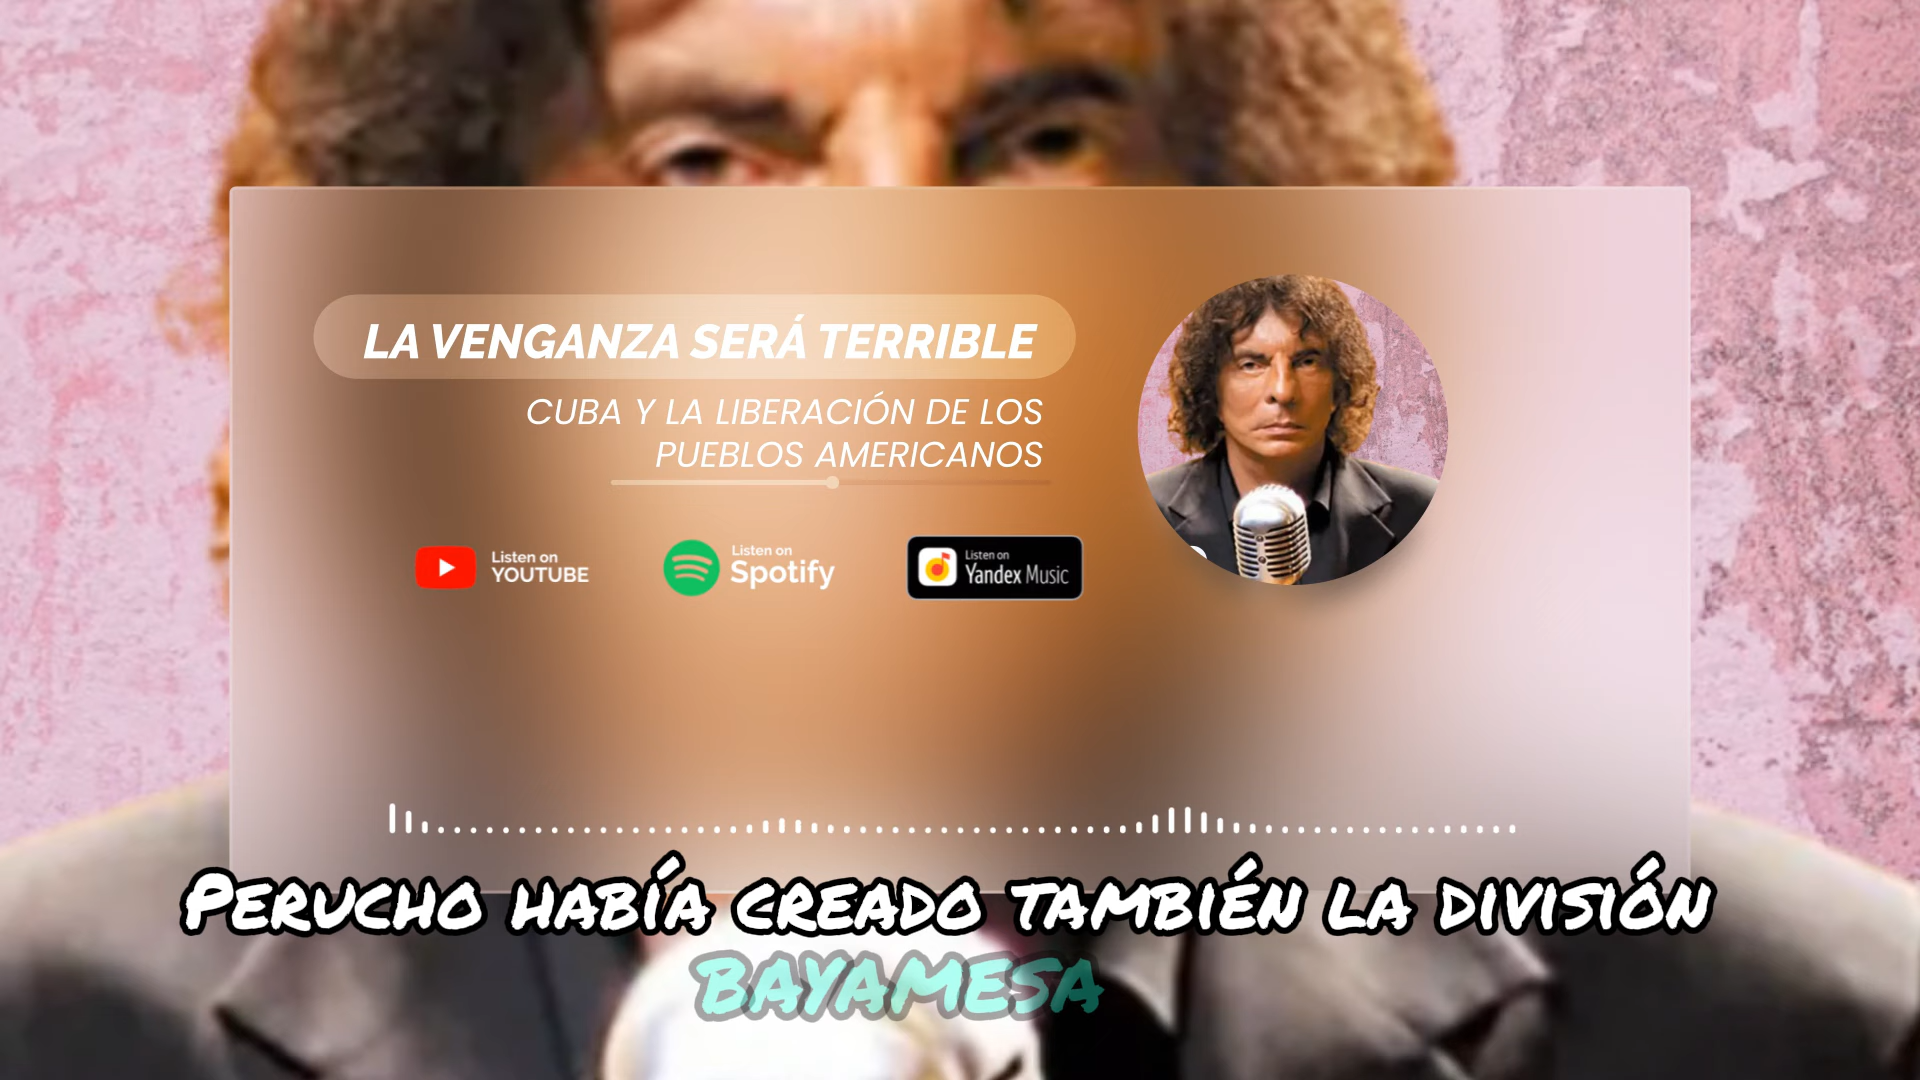 LA VENGANZA SERÁ TERRIBLE
CUBA Y LA LIBERACIÓN DE LOS
PUEBLOS AMERICANOS
Listen on
YOUTUBE
Listen on
Spotify
Listen on
Yandex Music
PERUCHO HABÍA CREADO TAMBIÉN LA DIVISIÓN
BAYAMESA